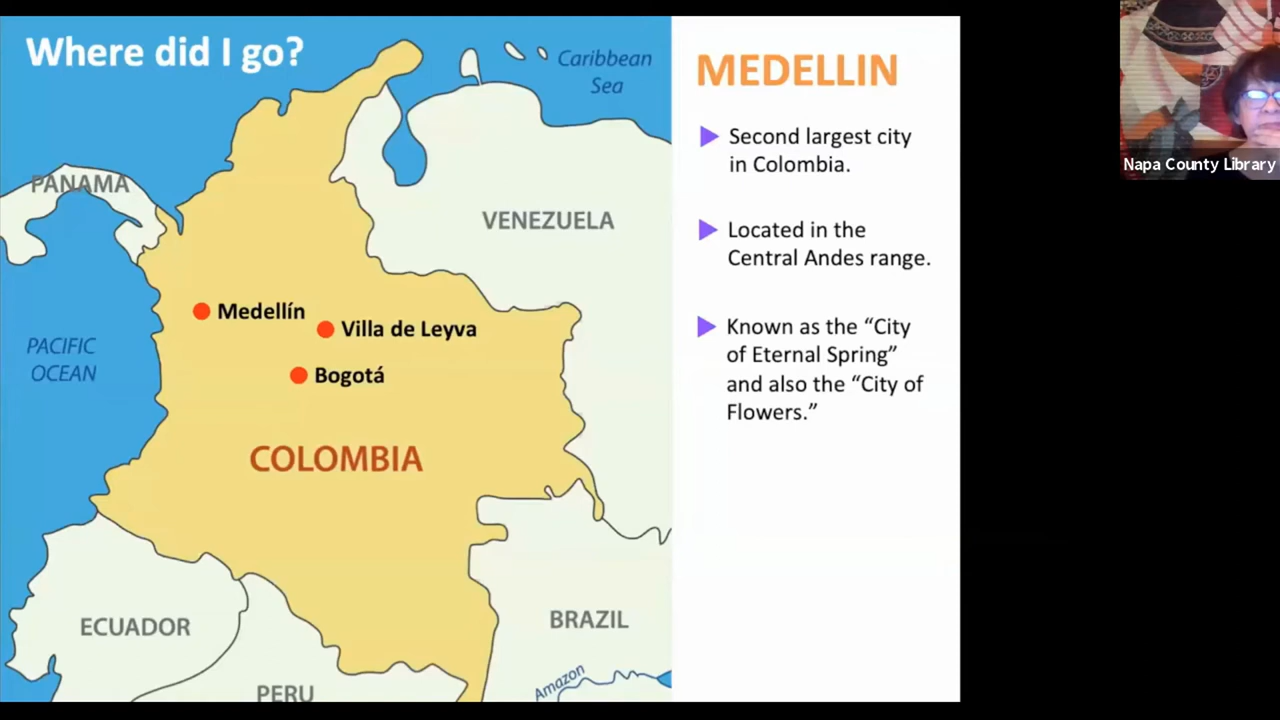 Where did I go?
Caribbean
Sea
PANAMA
VENEZUELA
Medellín
Villa de Leyva
Bogotá
PACIFIC
OCEAN
COLOMBIA
ECUADOR
BRAZIL
PERU
Amazon
MEDELLIN
Second largest city
in Colombia.
Located in the
Central Andes range.
Known as the “City
of Eternal Spring”
and also the “City of
Flowers.”
Napa County Library